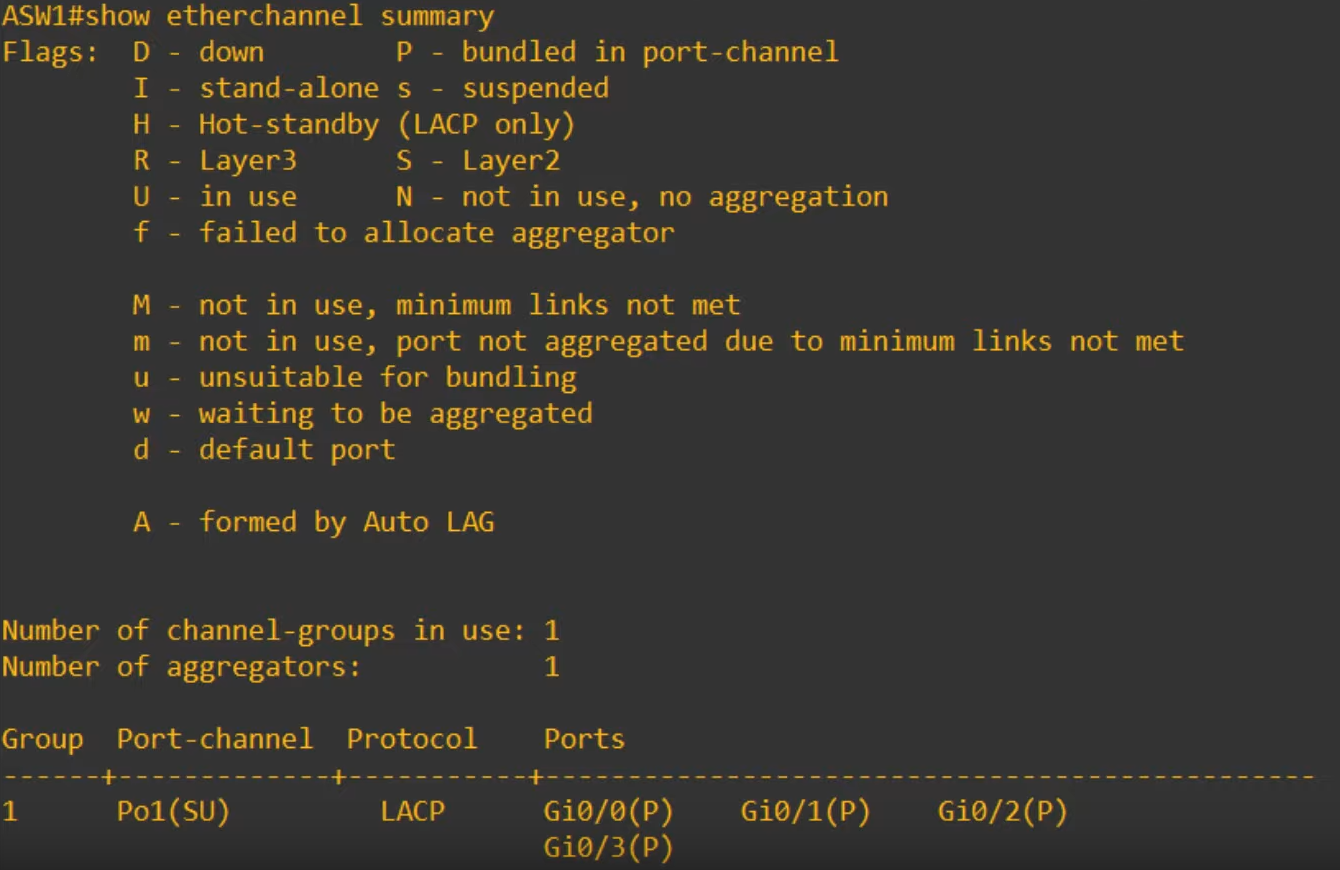 ASW1#show etherchannel summary
Flags:  D - down        P - bundled in port-channel
        I - stand-alone s - suspended
        H - Hot-standby (LACP only)
        R - Layer3      S - Layer2
        U - in use      N - not in use, no aggregation
        f - failed to allocate aggregator

        M - not in use, minimum links not met
        m - not in use, port not aggregated due to minimum links not met
        u - unsuitable for bundling
        w - waiting to be aggregated
        d - default port

        A - formed by Auto LAG


Number of channel-groups in use: 1
Number of aggregators:           1

Group  Port-channel  Protocol    Ports
------+-------------+-----------+-----------------------------------------------
1      Po1(SU)         LACP      Gi0/0(P)    Gi0/1(P)    Gi0/2(P)
                                 Gi0/3(P)